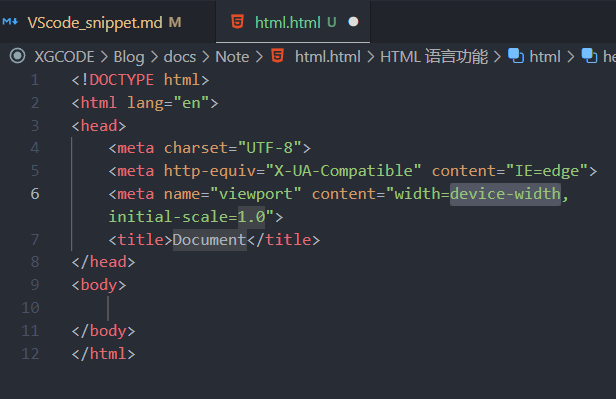 VScode_snippet.md M html.html U
XGCODE > Blog > docs > Note > html.html > HTML 语言功能 > html > he
1 <!DOCTYPE html>
2 <html lang="en">
3 <head>
4 <meta charset="UTF-8">
5 <meta http-equiv="X-UA-Compatible" content="IE=edge">
6 <meta name="viewport" content="width=device-width,
initial-scale=1.0">
7 <title>Document</title>
8 </head>
9 <body>
10
11 </body>
12 </html>